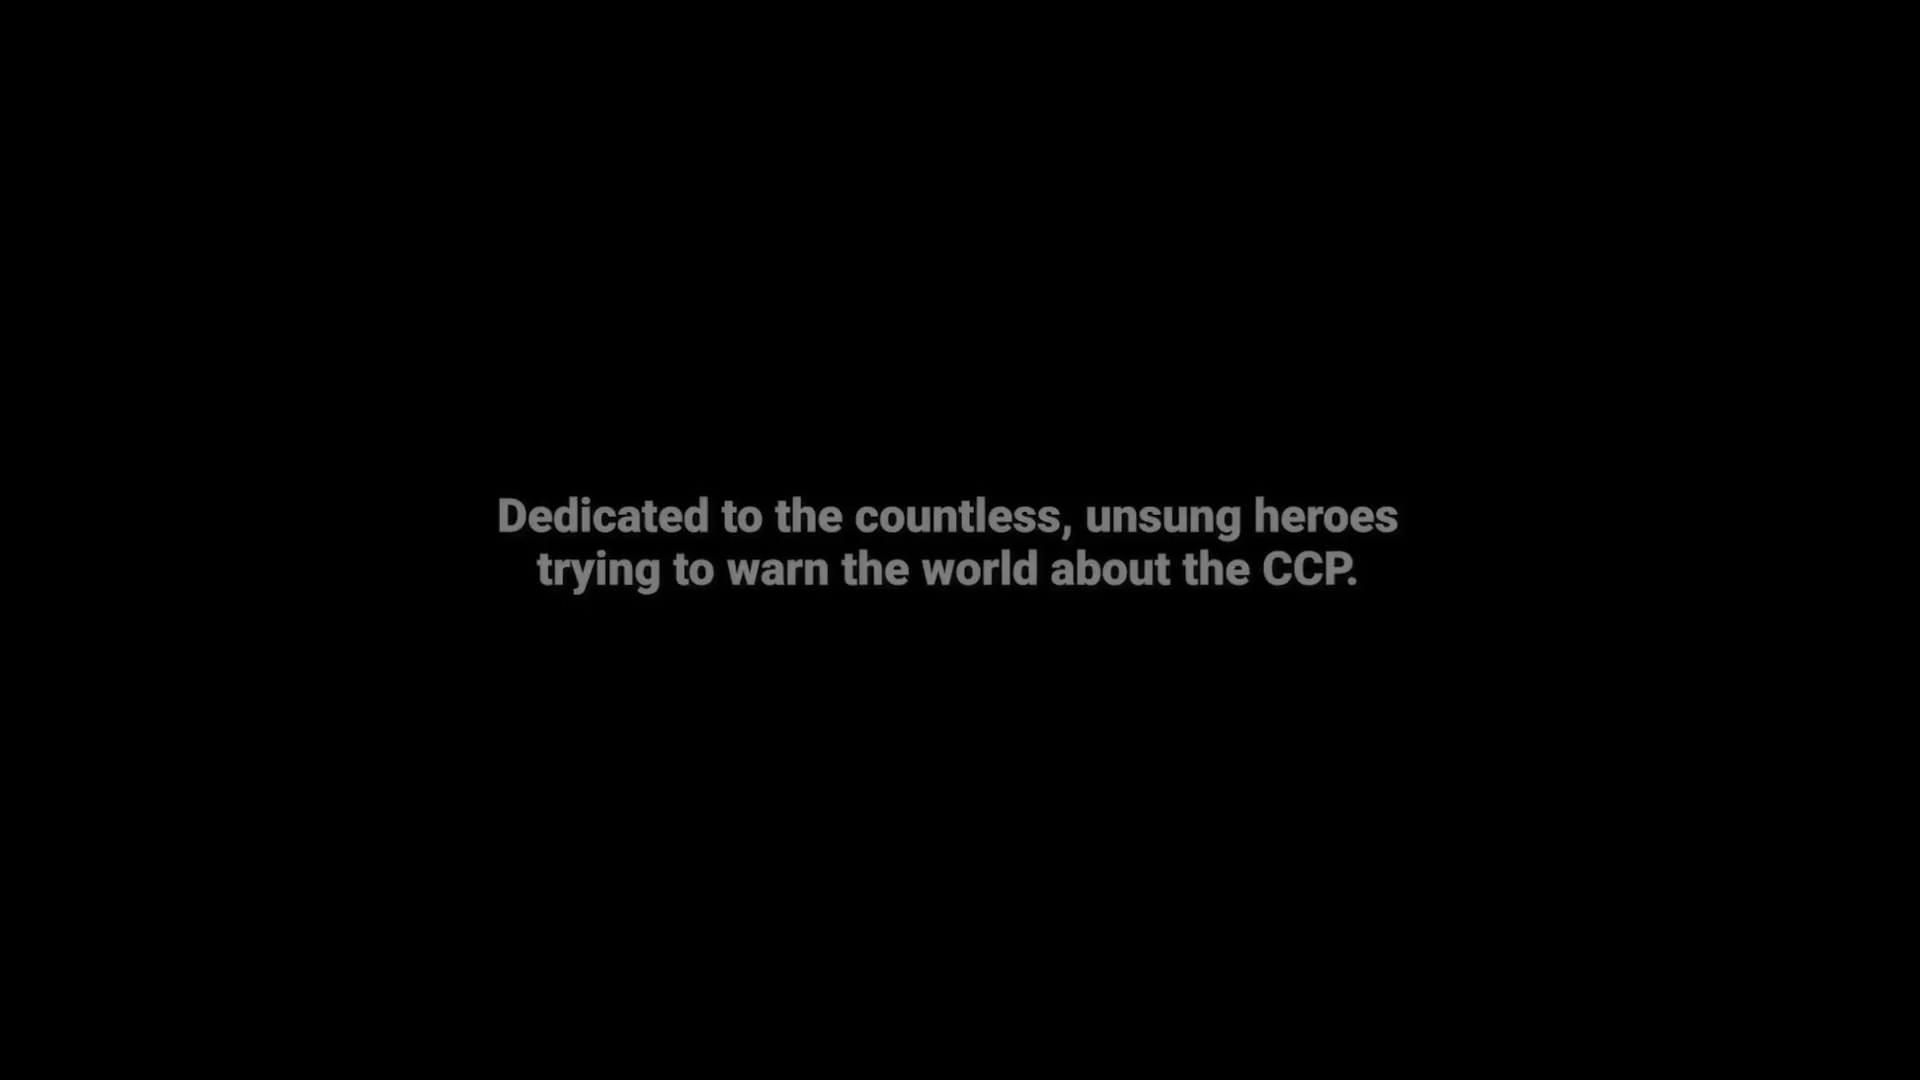 Dedicated to the countless, unsung heroes
trying to warn the world about the CCP.